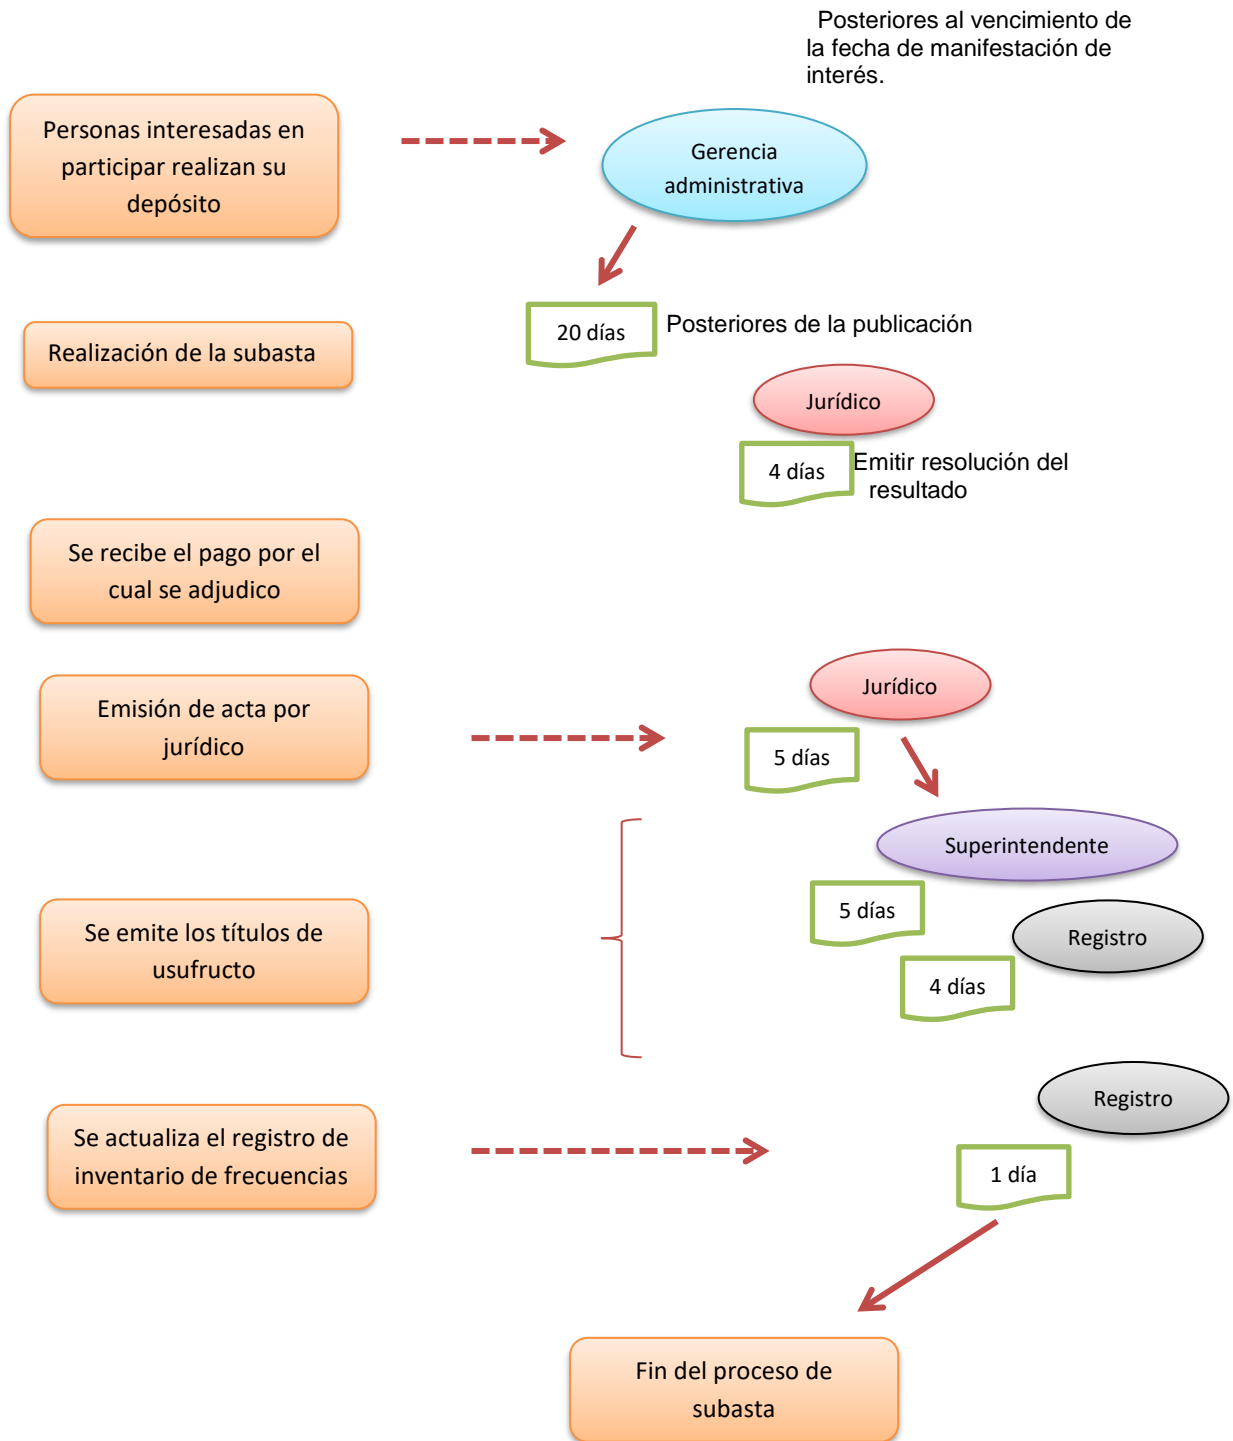 Posteriores al vencimiento de
la fecha de manifestación de
interés.
Personas interesadas en
participar realizan su
depósito
Gerencia
administrativa
20 días
Posteriores de la publicación
Realización de la subasta
Jurídico
4 días
Emitir resolución del
resultado
Se recibe el pago por el
cual se adjudico
Emisión de acta por
jurídico
Jurídico
5 días
Superintendente
5 días
Se emite los títulos de
usufructo
Registro
4 días
Se actualiza el registro de
inventario de frecuencias
Registro
1 día
Fin del proceso de
subasta